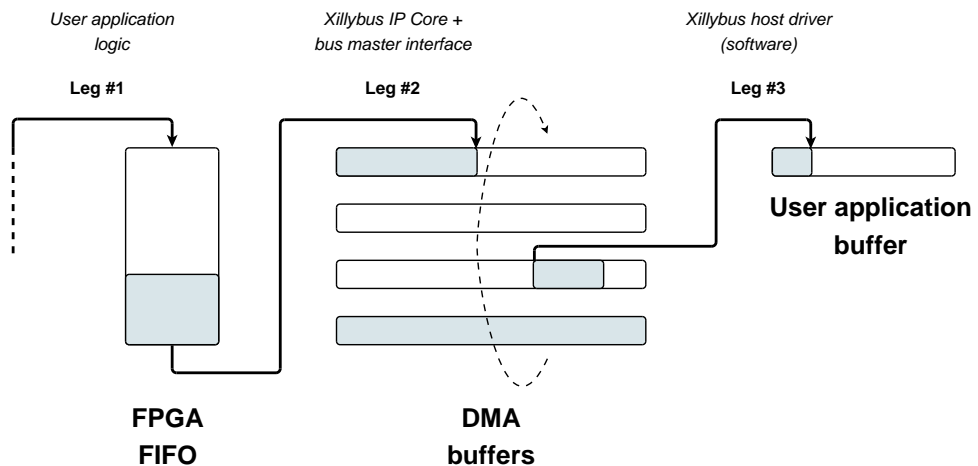 User application
logic
Xillybus IP Core +
bus master interface
Xillybus host driver
(software)
Leg #1
Leg #2
Leg #3
User application
buffer
FPGA
FIFO
DMA
buffers